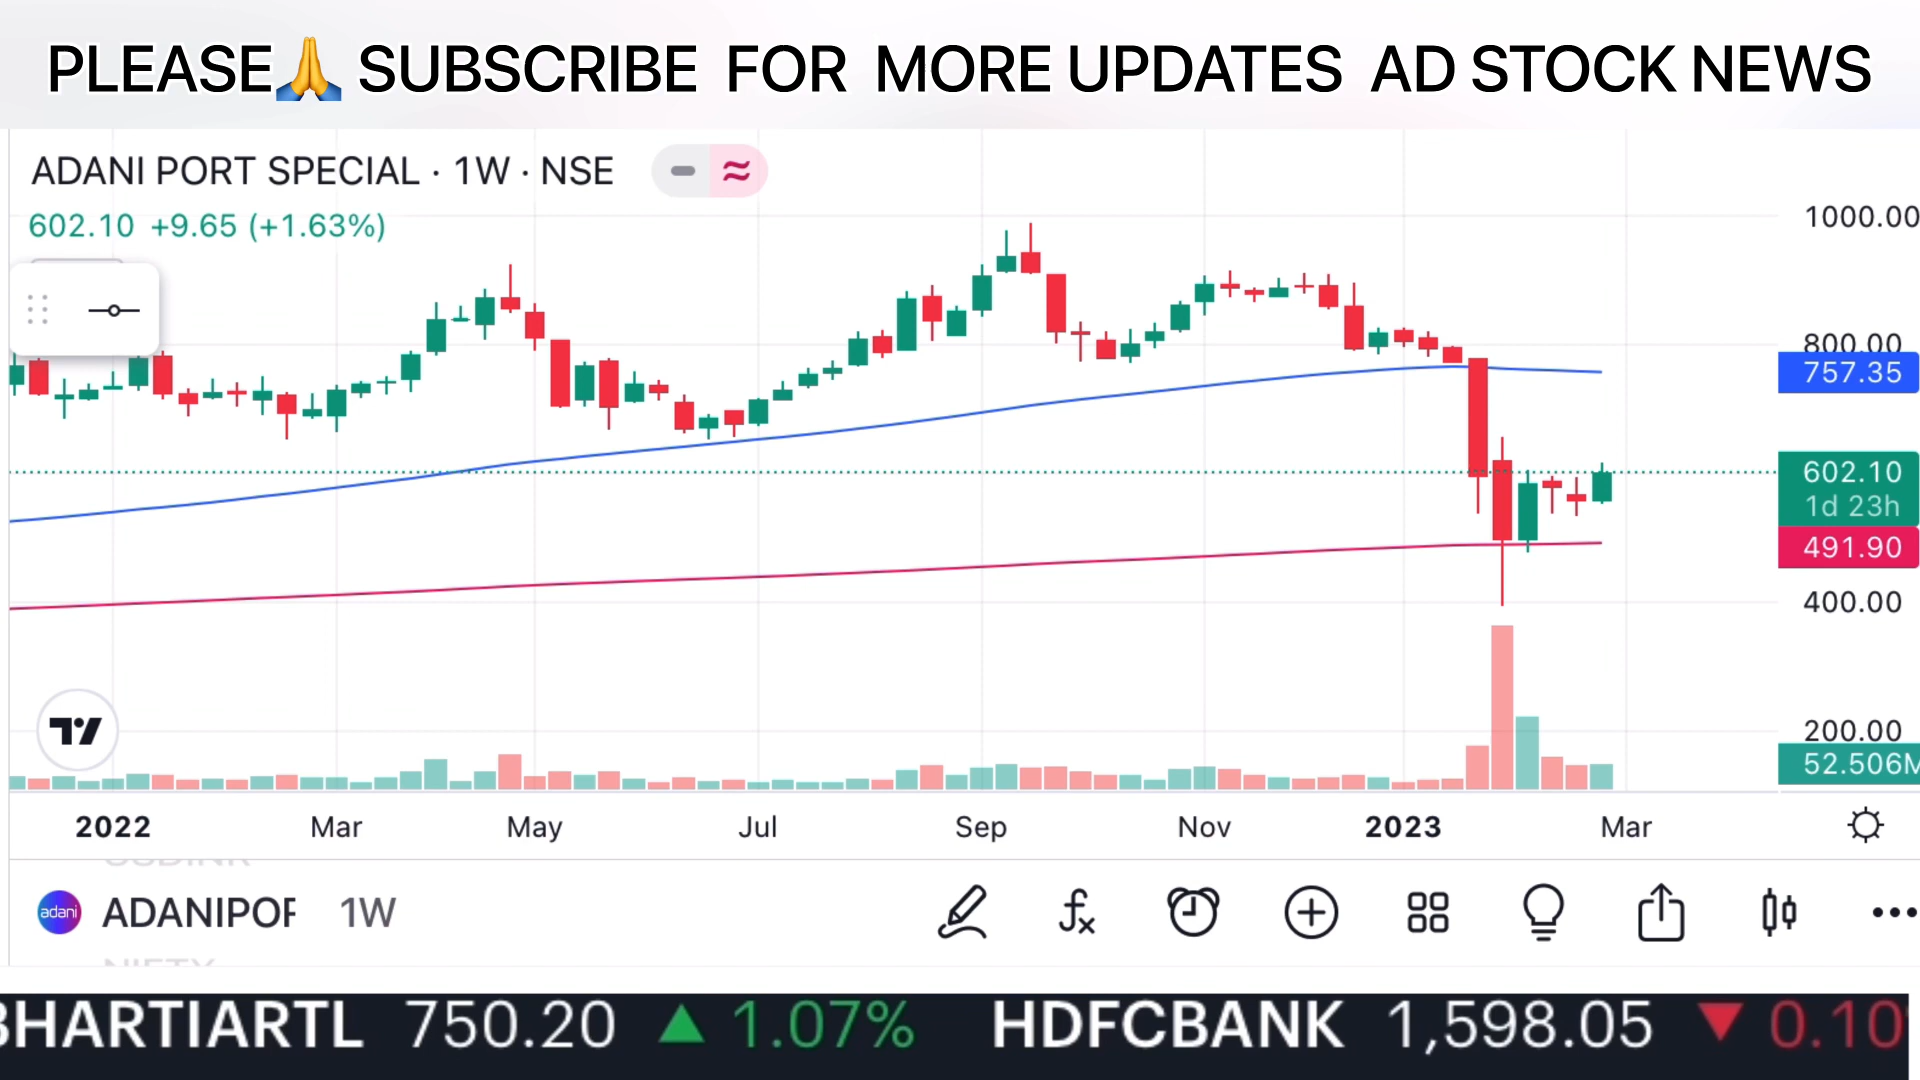 PLEASE🙏 SUBSCRIBE FOR MORE UPDATES AD STOCK NEWS
ADANI PORT SPECIAL · 1W · NSE
602.10 +9.65 (+1.63%)
1000.00
800.00
757.35
602.10
1d 23h
491.90
400.00
200.00
52.506M
2022 Mar May Jul Sep Nov 2023 Mar
adani ADANIPOR 1W
NIFTY
BHARTIARTL 750.20 ▲ 1.07% HDFCBANK 1,598.05 ▼ 0.10